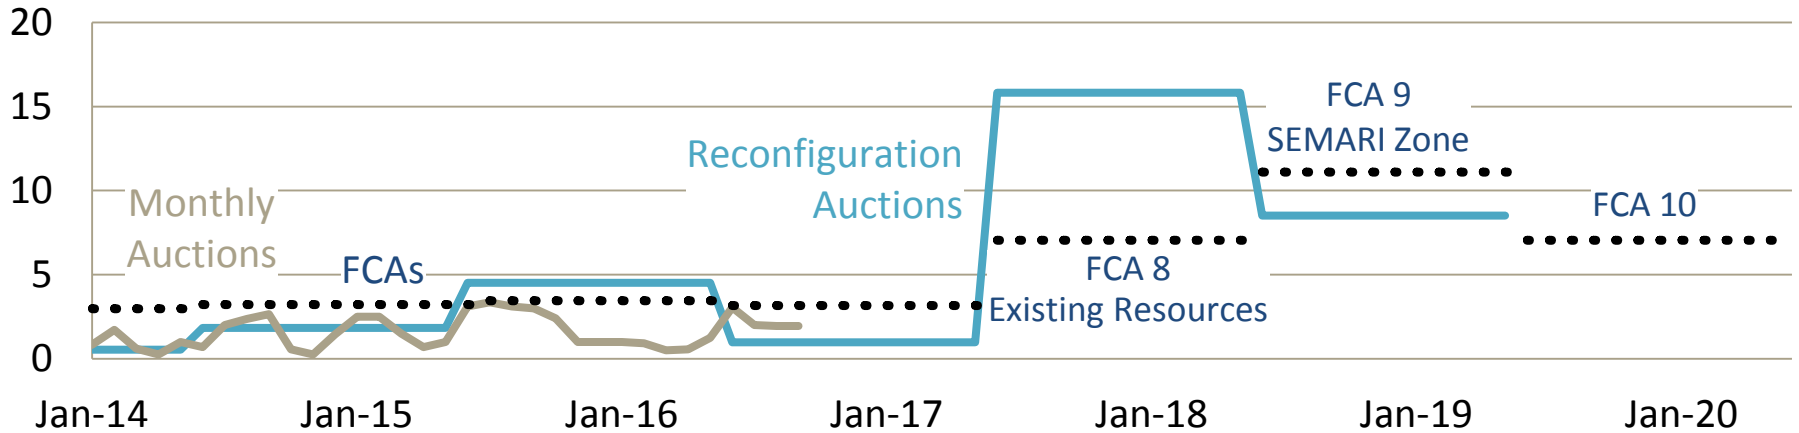 20
15
10
5
0
Monthly
Auctions
FCAs
Reconfiguration
Auctions
FCA 8
Existing Resources
FCA 9
SEMARI Zone
FCA 10
Jan-14 Jan-15 Jan-16 Jan-17 Jan-18 Jan-19 Jan-20